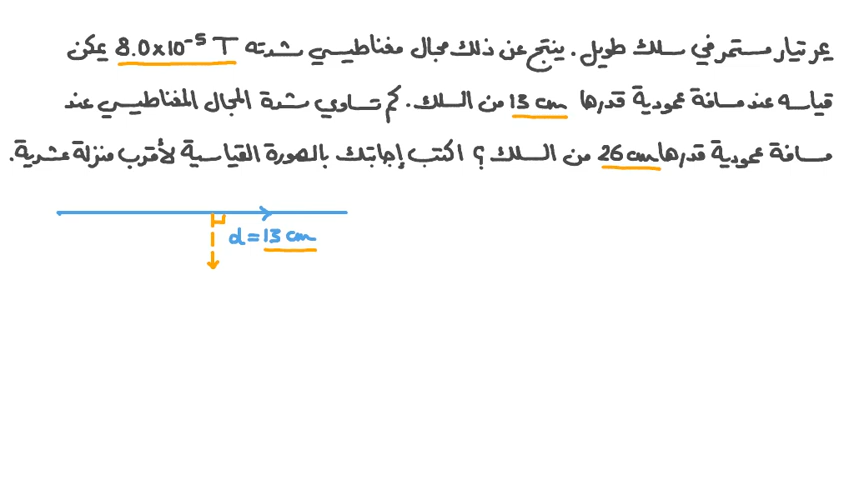 يمر تيار مستمر في سلك طويل. ينتج عن ذلك مجال مغناطيسي شدته 8.0x10⁻⁵ T يمكن
قياسه عند مسافة عمودية قدرها 13 cm من السلك. كم تساوي شدة المجال المغناطيسي عند
مسافة عمودية قدرها 26 cm من السلك؟ اكتب إجابتك بالصورة القياسية لأقرب منزلة عشرية.
d = 13 cm